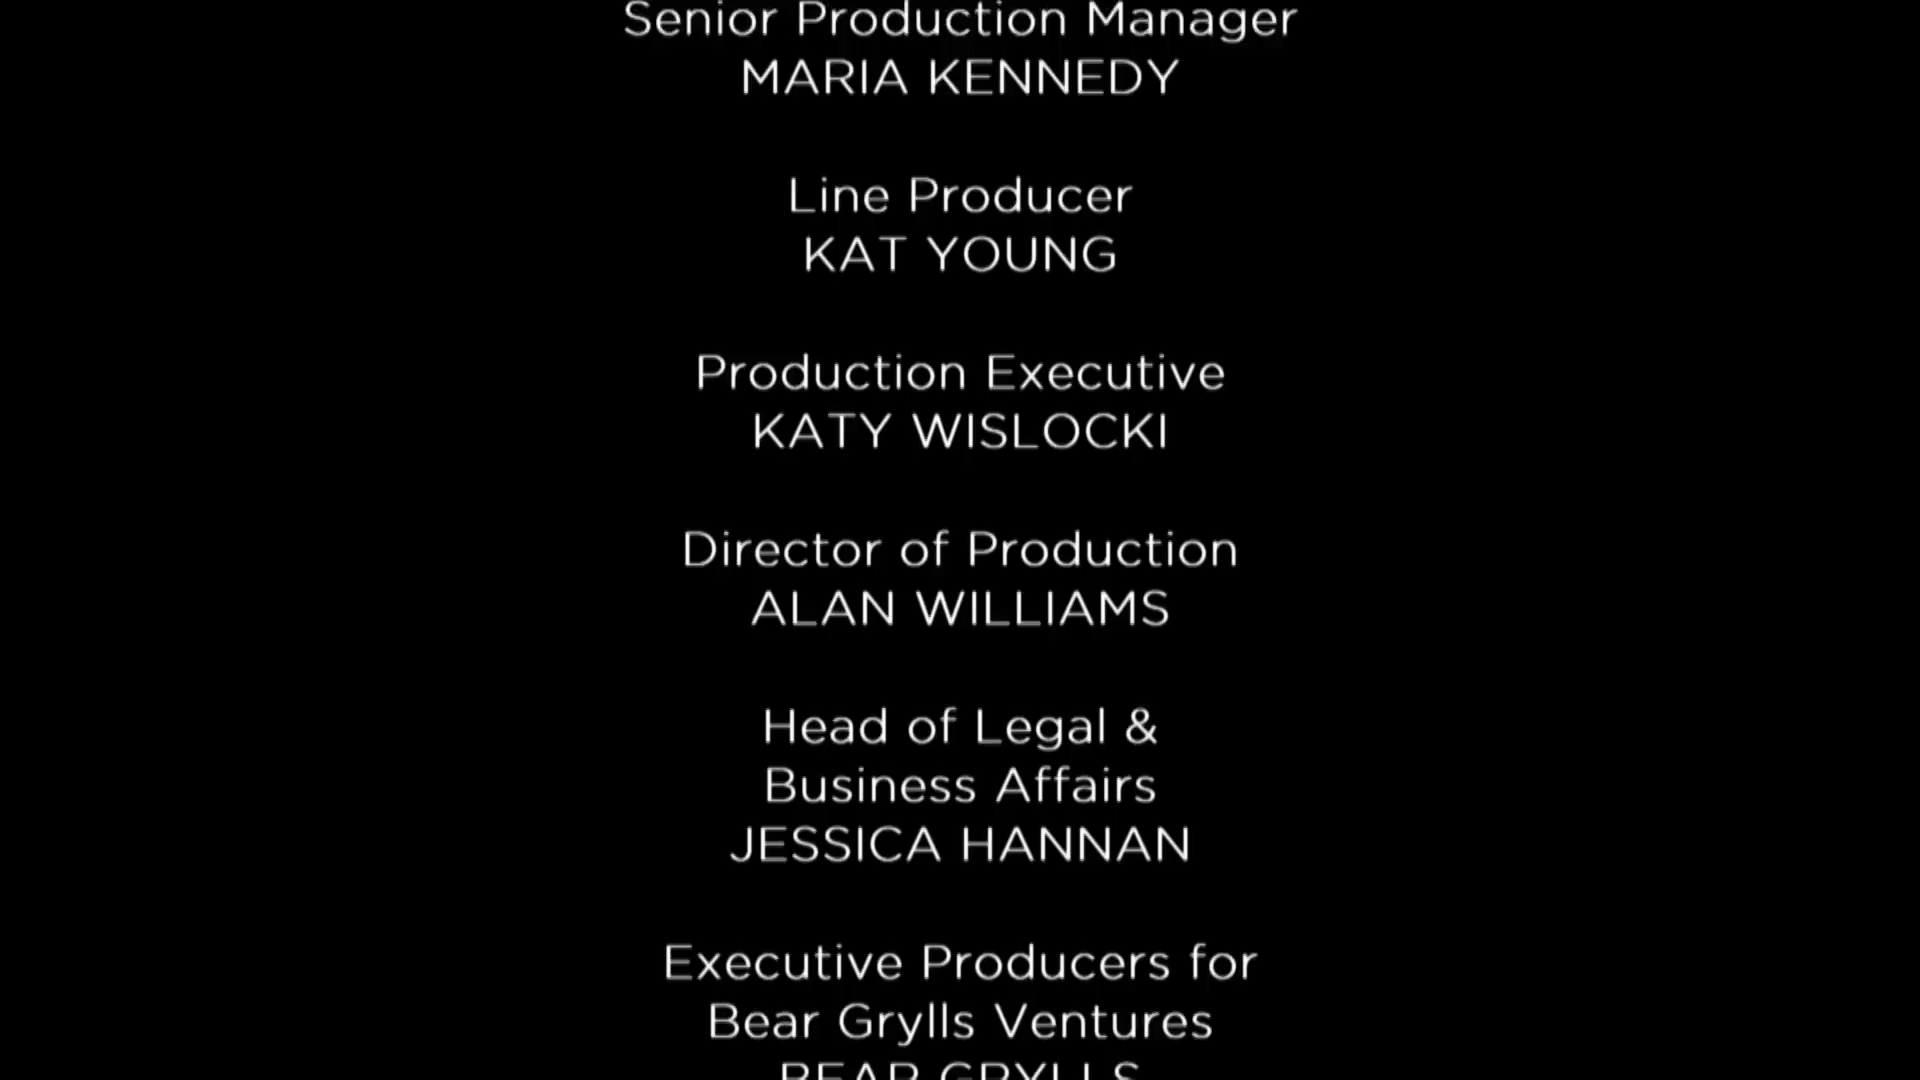 Senior Production Manager
MARIA KENNEDY
Line Producer
KAT YOUNG
Production Executive
KATY WISLOCKI
Director of Production
ALAN WILLIAMS
Head of Legal &
Business Affairs
JESSICA HANNAN
Executive Producers for
Bear Grylls Ventures
BEAR GRYLLS